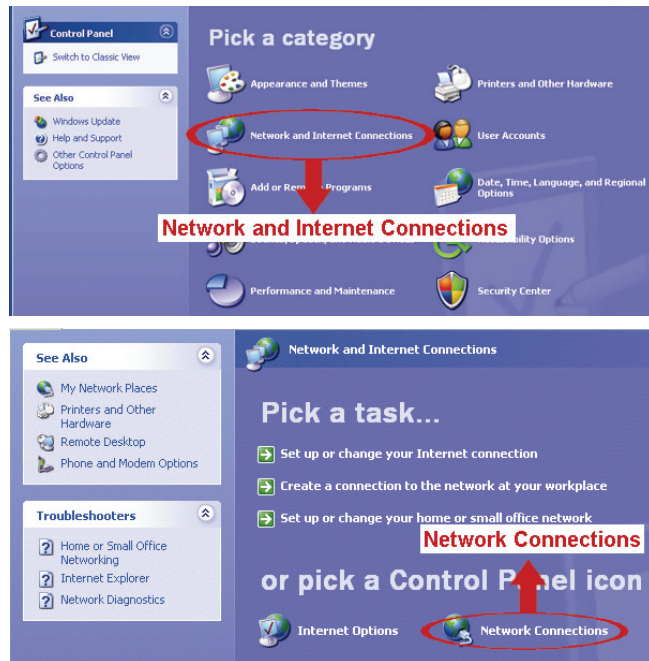 Control Panel
Switch to Classic View
See Also
Windows Update
Help and Support
Other Control Panel
Options
Pick a category
Appearance and Themes
Printers and Other Hardware
Network and Internet Connections
User Accounts
Add or Programs
Date, Time, Language, and Regional
Options
Network and Internet Connections
Options
Performance and Maintenance
Security Center
See Also
My Network Places
Printers and Other
Hardware
Remote Desktop
Phone and Modem Options
Troubleshooters
Home or Small Office
Networking
Internet Explorer
Network Diagnostics
Network and Internet Connections
Pick a task...
Set up or change your Internet connection
Create a connection to the network at your workplace
Set up or change your home or small office network
Network Connections
or pick a Control Panel icon
Internet Options
Network Connections